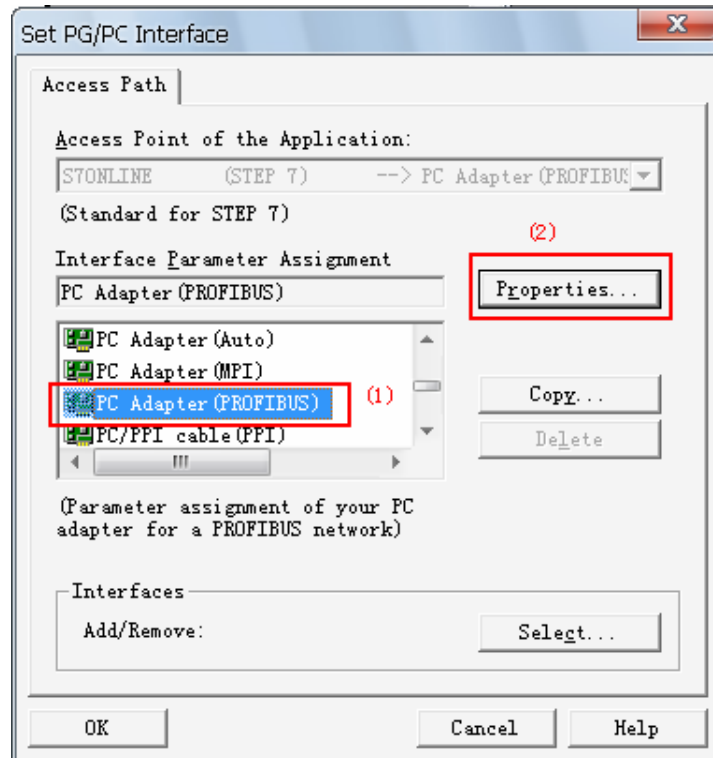 Set PG/PC Interface
Access Path
Access Point of the Application:
S7ONLINE (STEP 7) --> PC Adapter(PROFIBUS
(Standard for STEP 7)
(2)
Interface Parameter Assignment
PC Adapter(PROFIBUS)
Properties...
PC Adapter(Auto)
PC Adapter(MPI)
PC Adapter(PROFIBUS)
(1)
Copy...
PC/PPI cable(PPI)
Delete
(Parameter assignment of your PC
adapter for a PROFIBUS network)
Interfaces
Add/Remove:
Select...
OK
Cancel
Help